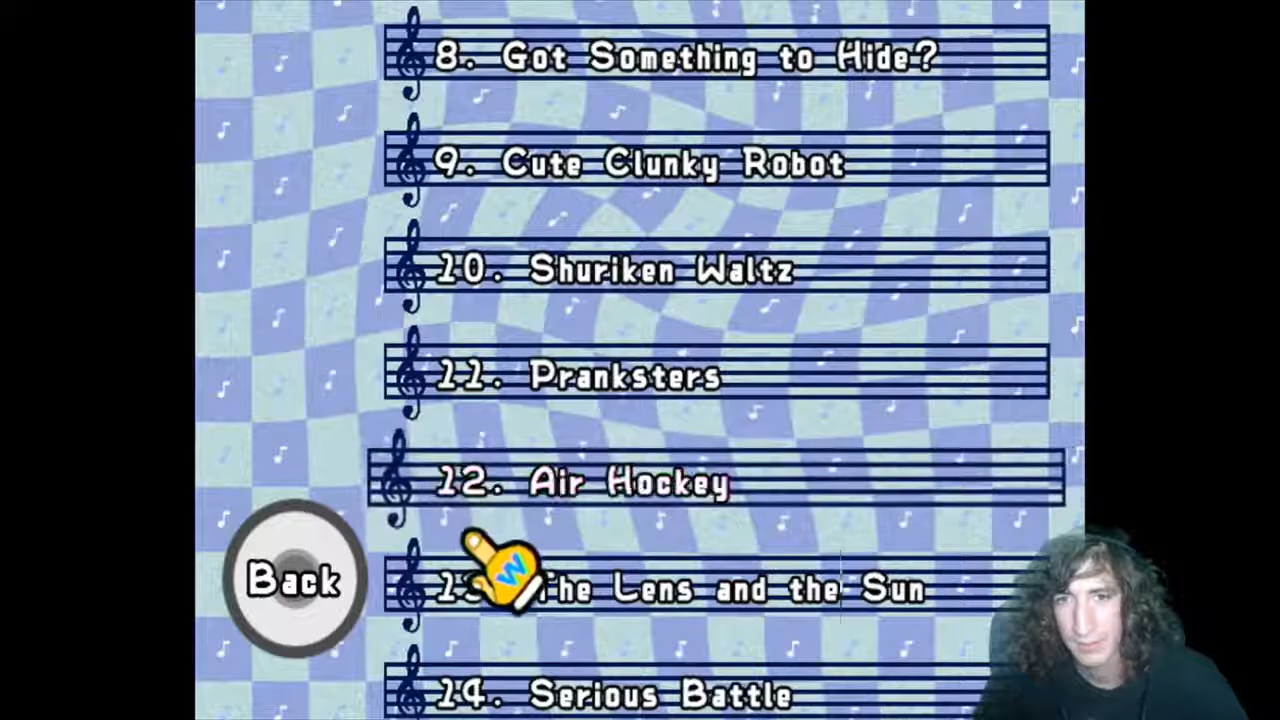 8. Got Something to Hide?
9. Cute Clunky Robot
10. Shuriken Waltz
11. Pranksters
12. Air Hockey
13. The Lens and the Sun
14. Serious Battle
Back
W